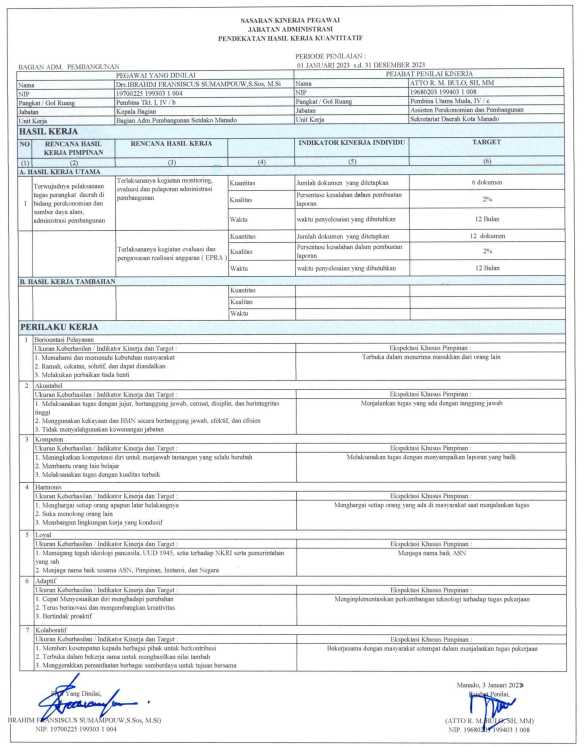 SASARAN KINERJA PEGAWAI
JABATAN ADMINISTRASI
PENDEKATAN HASIL KERJA KUANTITATIF
PERIODE PENILAIAN :
BAGIAN ADM. PEMBANGUNAN
01 JANUARI 2023 s.d. 31 DESEMBER 2023
PEGAWAI YANG DINILAI
PEJABAT PENILAI KINERJA
Nama
Drs.IBRAHIM FRANSISCUS SUMAMPOUW,S.Sos, M.Si
Nama
ATTO R. M. BULO, SH, MM
NIP
19700225 199303 1 004
NIP
19680203 199403 1 008
Pangkat / Gol Ruang
Pembina Tkt. I, IV / b
Pangkat / Gol Ruang
Pembina Utama Muda, IV / c
Jabatan
Kepala Bagian
Jabatan
Asisten Perekonomian dan Pembangunan
Unit Kerja
Bagian Adm.Pembangunan Setdako Manado
Unit Kerja
Sekretariat Daerah Kota Manado
HASIL KERJA
NO
RENCANA HASIL KERJA PIMPINAN
RENCANA HASIL KERJA
INDIKATOR KINERJA INDIVIDU
TARGET
(1)
(2)
(3)
(4)
(5)
(6)
A. HASIL KERJA UTAMA
1
Terwujudnya pelaksanaan
tugas perangkat daerah di
bidang perekonomian dan
sumber daya alam,
administrasi pembangunan
Terlaksananya kegiatan monitoring,
evaluasi dan pelaporan administrasi
pembangunan
Kuantitas
Jumlah dokumen yang ditetapkan
6 dokumen
Kualitas
Persentasi kesalahan dalam pembuatan
laporan
2%
Waktu
waktu penyelesaian yang dibutuhkan
12 Bulan
Terlaksananya kegiatan evaluasi dan
pengawasan realisasi anggaran ( EPRA )
Kuantitas
Jumlah dokumen yang ditetapkan
12 dokumen
Kualitas
Persentasi kesalahan dalam pembuatan
laporan
2%
Waktu
waktu penyelesaian yang dibutuhkan
12 Bulan
B. HASIL KERJA TAMBAHAN
Kuantitas
Kualitas
Waktu
PERILAKU KERJA
1 Berorientasi Pelayanan
Ukuran Keberhasilan / Indikator Kinerja dan Target :
Ekspektasi Khusus Pimpinan :
1. Memahami dan memenuhi kebutuhan masyarakat
Terbuka dalam menerima masukkan dari orang lain
2. Ramah, cekatan, solutif, dan dapat diandalkan
3. Melakukan perbaikan tiada henti
2 Akuntabel
Ukuran Keberhasilan / Indikator Kinerja dan Target :
Ekspektasi Khusus Pimpinan :
1. Melaksanakan tugas dengan jujur, bertanggung jawab, cermat, disiplin, dan berintegritas
tinggi
Menjalankan tugas yang ada dengan tanggung jawab
2. Menggunakan kekayaan dan BMN secara bertanggung jawab, efektif, dan efisien
3. Tidak menyalahgunakan kewenangan jabatan
3 Kompeten
Ukuran Keberhasilan / Indikator Kinerja dan Target :
Ekspektasi Khusus Pimpinan :
1. Meningkatkan kompetensi diri untuk menjawab tantangan yang selalu berubah
Melaksanakan tugas dengan menyampaikan laporan yang baik
2. Membantu orang lain belajar
3. Melaksanakan tugas dengan kualitas terbaik
4 Harmonis
Ukuran Keberhasilan / Indikator Kinerja dan Target :
Ekspektasi Khusus Pimpinan :
1. Menghargai setiap orang apapun latar belakangnya
Menghargai setiap orang yang ada di masyarakat saat menjalankan tugas
2. Suka menolong orang lain
3. Membangun lingkungan kerja yang kondusif
5 Loyal
Ukuran Keberhasilan / Indikator Kinerja dan Target :
Ekspektasi Khusus Pimpinan :
1. Memegang teguh ideologi pancasila, UUD 1945, setia terhadap NKRI serta pemerintahan
yang sah
Menjaga nama baik ASN
2. Menjaga nama baik sesama ASN, Pimpinan, Instansi, dan Negara
6 Adaptif
Ukuran Keberhasilan / Indikator Kinerja dan Target :
Ekspektasi Khusus Pimpinan :
1. Cepat Menyesuaikan diri menghadapi perubahan
Mengimplementasikan perkembangan teknologi terhadap tugas pekerjaan
2. Terus berinovasi dan mengembangkan kreativitas
3. Bertindak proaktif
7 Kolaboratif
Ukuran Keberhasilan / Indikator Kinerja dan Target :
Ekspektasi Khusus Pimpinan :
1. Memberi kesempatan kepada berbagai pihak untuk berkontribusi
Bekerjasama dengan masyarakat setempat dalam menjalankan tugas pekerjaan
2. Terbuka dalam bekerja sama untuk menghasilkan nilai tambah
3. Menggerakkan pemanfaatan berbagai sumberdaya untuk tujuan bersama
Manado, 3 Januari 2023
Yang Dinilai,
Pejabat Penilai,
IBRAHIM FRANSISCUS SUMAMPOUW,S.Sos, M.Si)
(ATTO R. M. BULO, SH, MM)
NIP. 19700225 199303 1 004
NIP. 19680203 199403 1 008